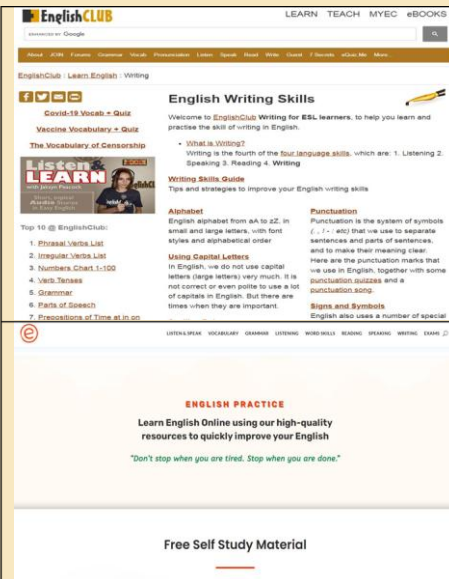 EnglishCLUB
LEARN TEACH MYEC eBOOKS
ENHANCED BY Google
About JOIN Forums Grammar Vocab Pronunciation Listen Speak Read Write Guest 7 Secrets eQuiz.Me More...
EnglishClub : Learn English : Writing
Covid-19 Vocab + Quiz
Vaccine Vocabulary + Quiz
The Vocabulary of Censorship
Listen &
LEARN
with Jaksyn Peacock
Short, topical
Audio Stories
in Easy English
Top 10 @ EnglishClub:
1. Phrasal Verbs List
2. Irregular Verbs List
3. Numbers Chart 1-100
4. Verb Tenses
5. Grammar
6. Parts of Speech
7. Prepositions of Time at in on
English Writing Skills
Welcome to EnglishClub Writing for ESL learners, to help you learn and
practise the skill of writing in English.
• What is Writing?
Writing is the fourth of the four language skills, which are: 1. Listening 2.
Speaking 3. Reading 4. Writing
Writing Skills Guide
Tips and strategies to improve your English writing skills
Alphabet
English alphabet from aA to zZ, in
small and large letters, with font
styles and alphabetical order
Using Capital Letters
In English, we do not use capital
letters (large letters) very much. It is
not correct or even polite to use a lot
of capitals in English. But there are
times when they are important.
Punctuation
Punctuation is the system of symbols
(. , ! - : etc) that we use to separate
sentences and parts of sentences,
and to make their meaning clear.
Here are the punctuation marks that
we use in English, together with some
punctuation quizzes and a
punctuation song.
Signs and Symbols
English also uses a number of special
LISTEN & SPEAK VOCABULARY GRAMMAR LISTENING WORD SKILLS READING SPEAKING WRITING EXAMS
ENGLISH PRACTICE
Learn English Online using our high-quality
resources to quickly improve your English
"Don't stop when you are tired. Stop when you are done."
Free Self Study Material